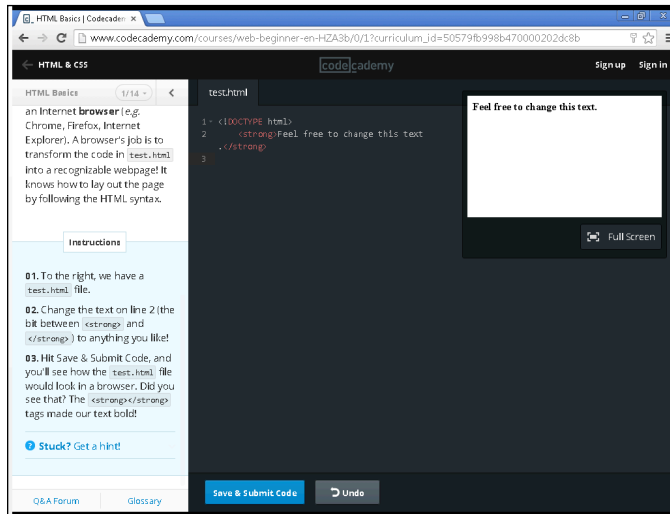 HTML Basics | Codecadem ×
www.codecademy.com/courses/web-beginner-en-HZA3b/0/1?curriculum_id=50579fb998b470000202dc8b
← HTML & CSS
codecademy
Sign up Sign in
HTML Basics 1/14
test.html
an Internet browser (e.g.
Chrome, Firefox, Internet
Explorer). A browser's job is to
transform the code in test.html
into a recognizable webpage! It
knows how to lay out the page
by following the HTML syntax.
Instructions
01. To the right, we have a
test.html file.
02. Change the text on line 2 (the
bit between <strong> and
</strong>) to anything you like!
03. Hit Save & Submit Code, and
you'll see how the test.html file
would look in a browser. Did you
see that? The <strong></strong>
tags made our text bold!
? Stuck? Get a hint!
Q&A Forum Glossary
1 <!DOCTYPE html>
2 <strong>Feel free to change this text
.</strong>
3
Feel free to change this text.
Full Screen
Save & Submit Code Undo